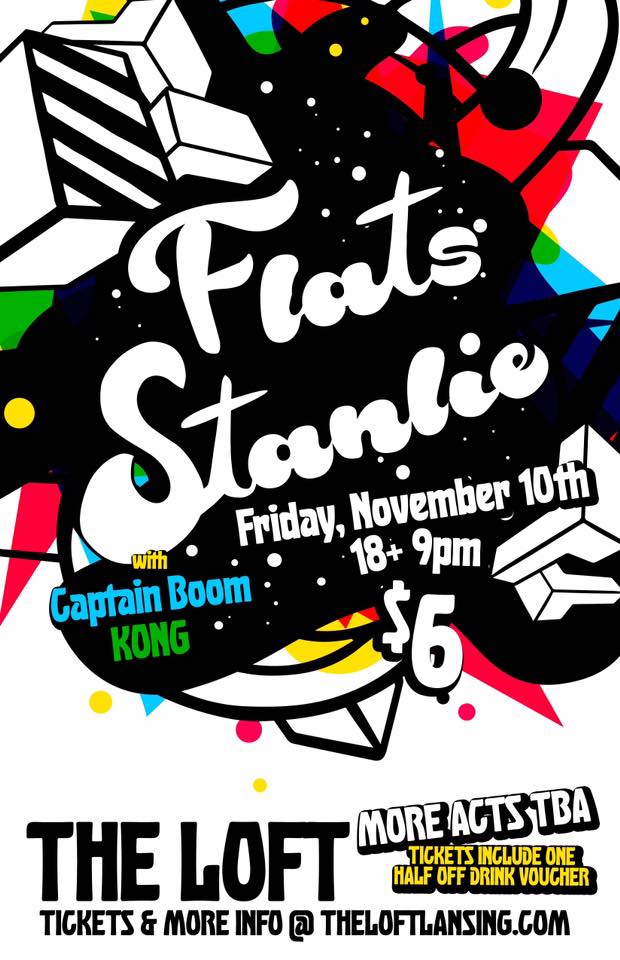 Flats
Stanlie
Friday, November 10th
18+ 9pm
$6
with
Captain Boom
KONG
THE LOFT
MORE ACTS TBA
TICKETS INCLUDE ONE
HALF OFF DRINK VOUCHER
TICKETS & MORE INFO @ THELOFTLANSING.COM